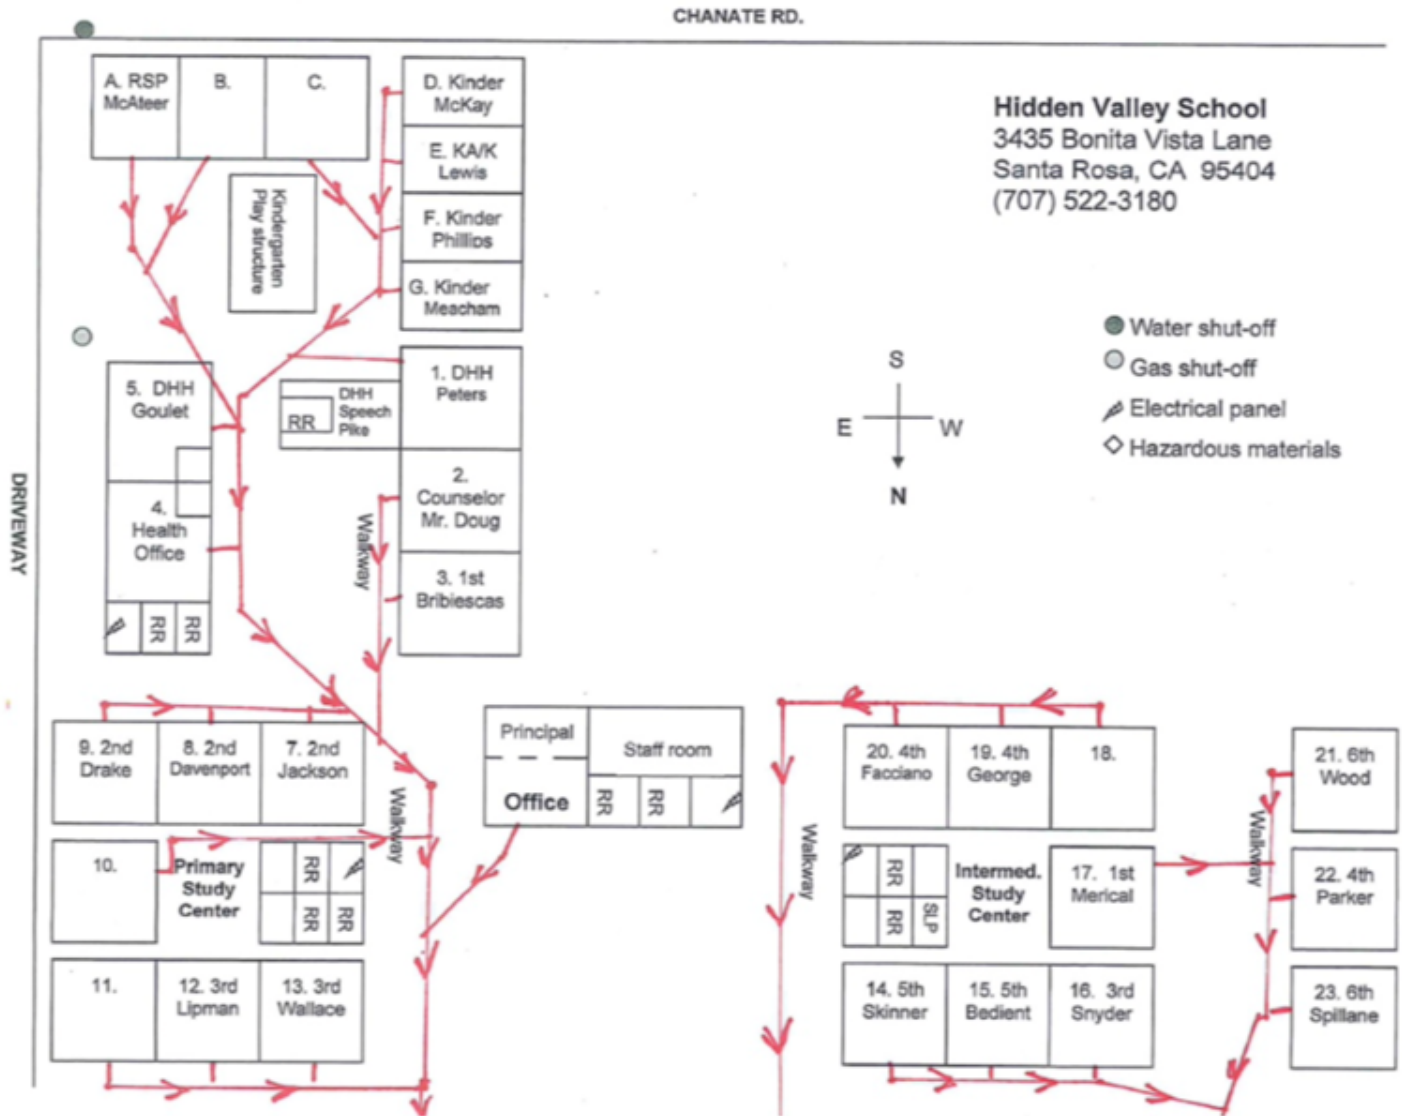 CHANATE RD.
A. RSP
McAteer
B.
C.
D. Kinder
McKay
E. KA/K
Lewis
F. Kinder
Phillips
G. Kinder
Meacham
Kindergarten
Play structure
Hidden Valley School
3435 Bonita Vista Lane
Santa Rosa, CA 95404
(707) 522-3180
Water shut-off
Gas shut-off
Electrical panel
Hazardous materials
S
E
W
N
DRIVEWAY
5. DHH
Goulet
4.
Health
Office
RR
RR
RR
DHH
Speech
Pike
1. DHH
Peters
2.
Counselor
Mr. Doug
3. 1st
Bribiescas
Walkway
9. 2nd
Drake
8. 2nd
Davenport
7. 2nd
Jackson
Walkway
10.
Primary
Study
Center
RR
RR
RR
11.
12. 3rd
Lipman
13. 3rd
Wallace
Principal
Office
Staff room
RR
RR
Walkway
20. 4th
Facciano
19. 4th
George
18.
RR
RR
SLP
Intermed.
Study
Center
17. 1st
Merical
14. 5th
Skinner
15. 5th
Bedient
16. 3rd
Snyder
Walkway
21. 6th
Wood
22. 4th
Parker
23. 6th
Spillane